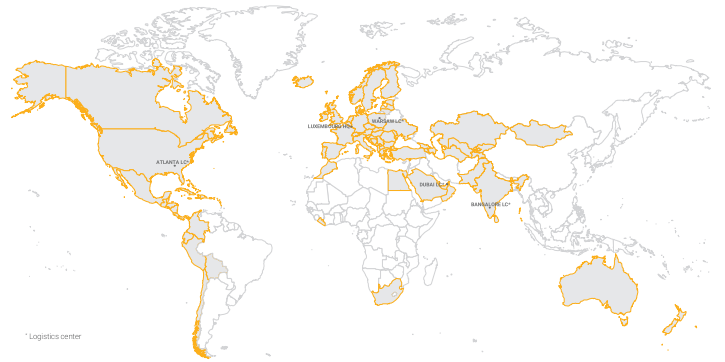 LUXEMBOURG HQ
WARSAW LC*
ATLANTA LC*
DUBAI LC*
BANGALORE LC*
* Logistics center